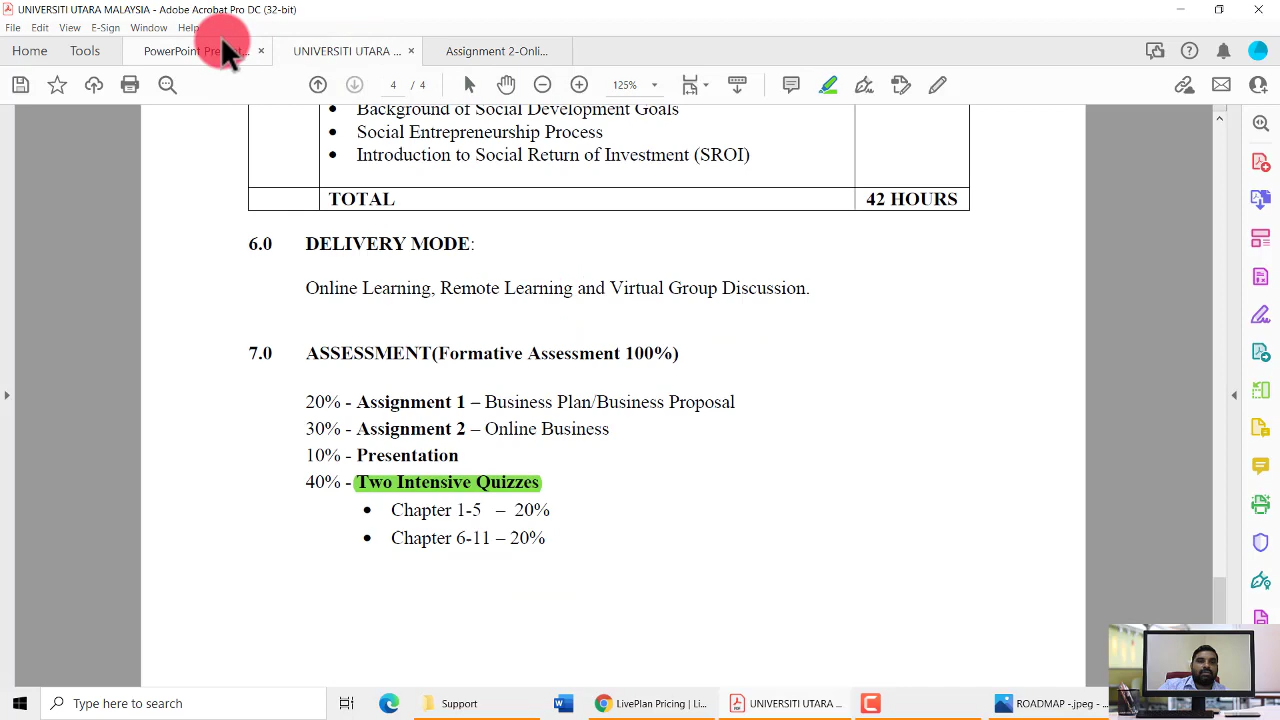 UNIVERSITI UTARA MALAYSIA - Adobe Acrobat Pro DC (32-bit)
File Edit View E-Sign Window Help
Home Tools PowerPoint UNIVERSITI UTARA ... Assignment 2-Onli...
4 / 4 125%
• Background of Social Development Goals
• Social Entrepreneurship Process
• Introduction to Social Return of Investment (SROI)
TOTAL 42 HOURS
6.0 DELIVERY MODE:
Online Learning, Remote Learning and Virtual Group Discussion.
7.0 ASSESSMENT(Formative Assessment 100%)
20% - Assignment 1 – Business Plan/Business Proposal
30% - Assignment 2 – Online Business
10% - Presentation
40% - Two Intensive Quizzes
• Chapter 1-5 – 20%
• Chapter 6-11 – 20%
Type here to search LivePlan Pricing | Li... UNIVERSITI UTARA ... ROADMAP -.jpeg